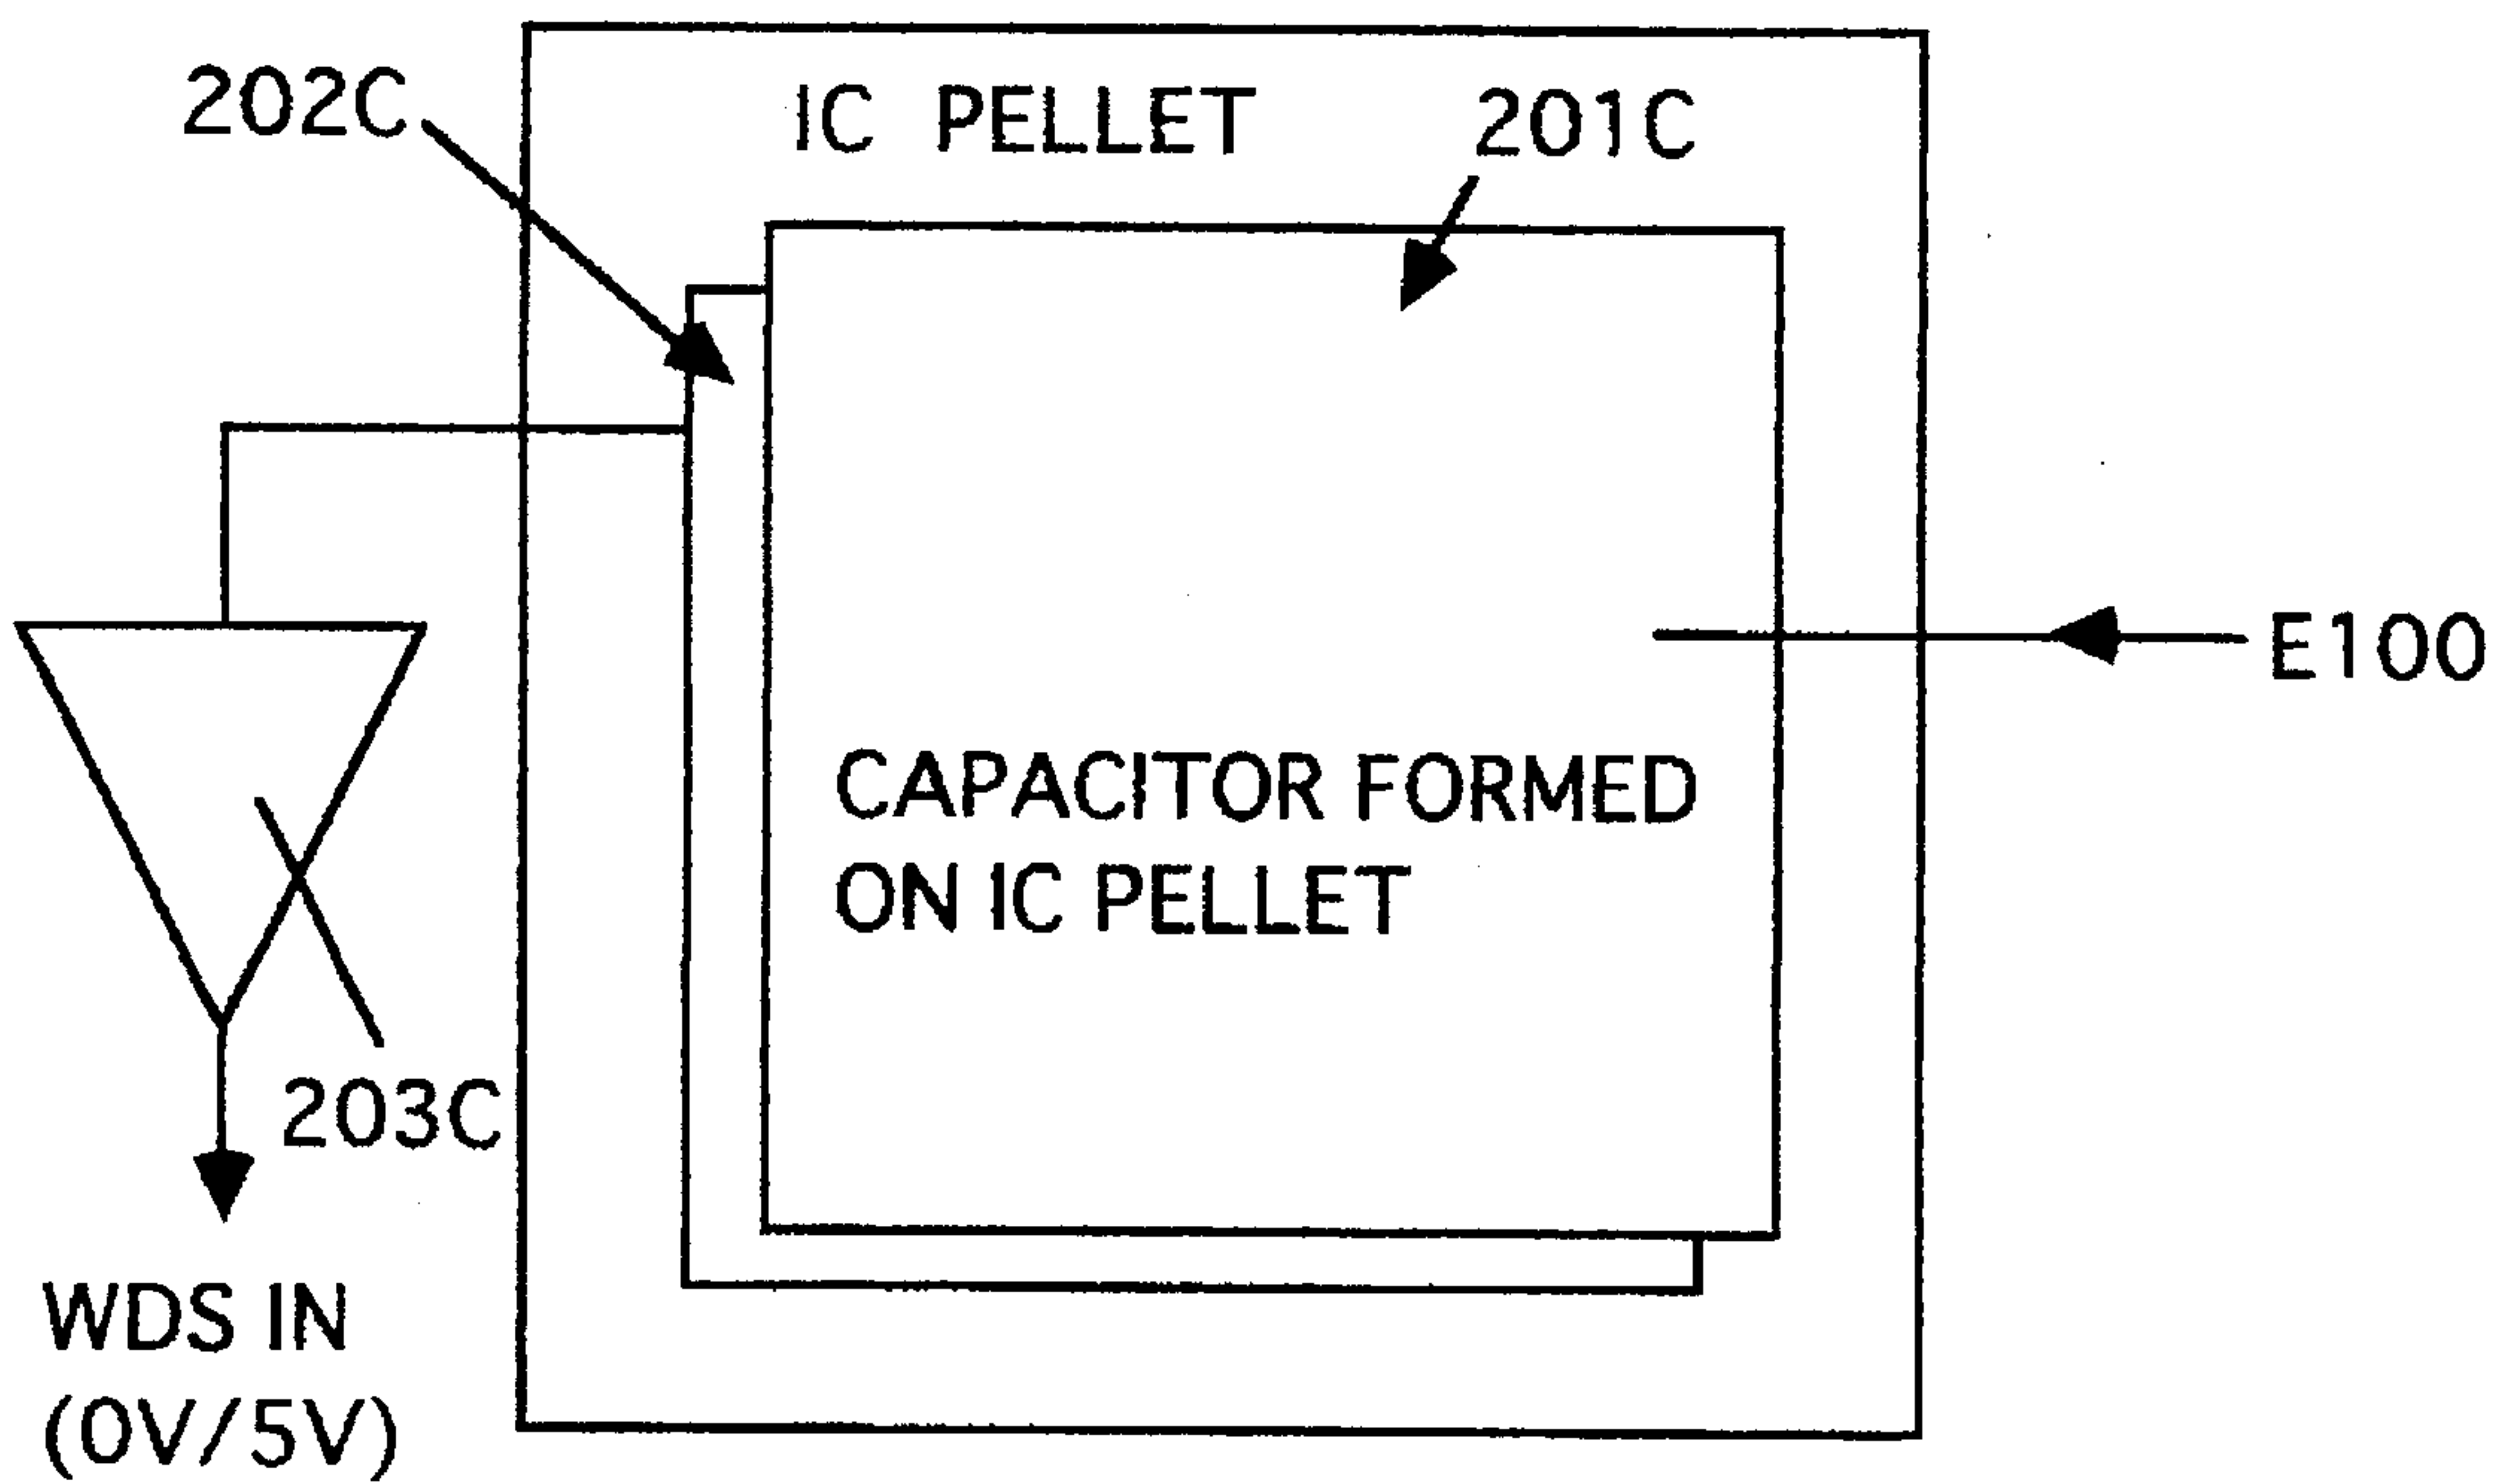 202C
IC PELLET
201C
E100
CAPACITOR FORMED
ON IC PELLET
203C
WDS IN
(0V/5V)